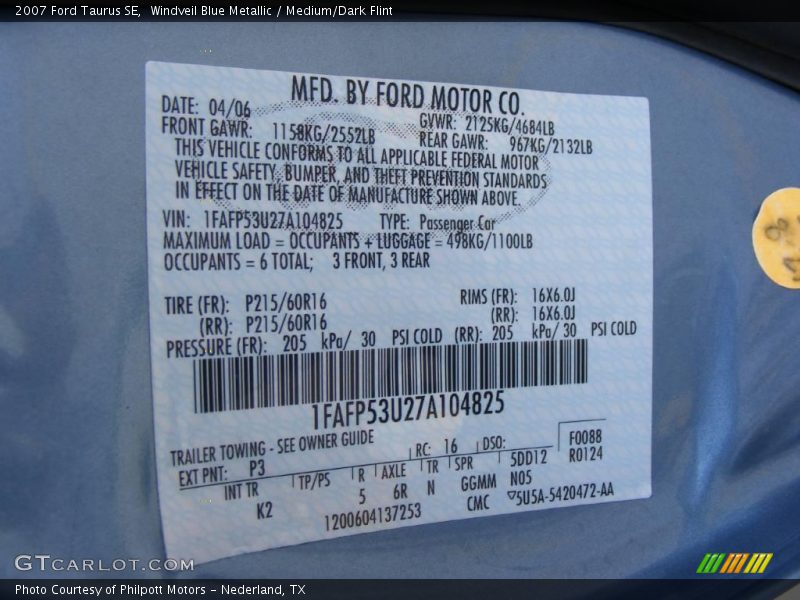 2007 Ford Taurus SE, Windveil Blue Metallic / Medium/Dark Flint
MFD. BY FORD MOTOR CO.
DATE: 04/06 GVWR: 2125KG/4684LB
FRONT GAWR: 1158KG/2552LB REAR GAWR: 967KG/2132LB
THIS VEHICLE CONFORMS TO ALL APPLICABLE FEDERAL MOTOR
VEHICLE SAFETY, BUMPER, AND THEFT PREVENTION STANDARDS
IN EFFECT ON THE DATE OF MANUFACTURE SHOWN ABOVE.
VIN: 1FAFP53U27A104825 TYPE: Passenger Car
MAXIMUM LOAD = OCCUPANTS + LUGGAGE = 498KG/1100LB
OCCUPANTS = 6 TOTAL; 3 FRONT, 3 REAR
TIRE (FR): P215/60R16 RIMS (FR): 16X6.0J
(RR): P215/60R16 (RR): 16X6.0J
PRESSURE (FR): 205 kPa/ 30 PSI COLD (RR): 205 kPa/ 30 PSI COLD
1FAFP53U27A104825
TRAILER TOWING - SEE OWNER GUIDE
EXT PNT: P3 RC: 16 DSO: F0088
R0124
INT TR TP/PS R AXLE TR SPR 5DD12
K2 5 6R N GGMM N05
1200604137253 CMC 5U5A-5420472-AA
GTCARLOT.COM
Photo Courtesy of Philpott Motors - Nederland, TX